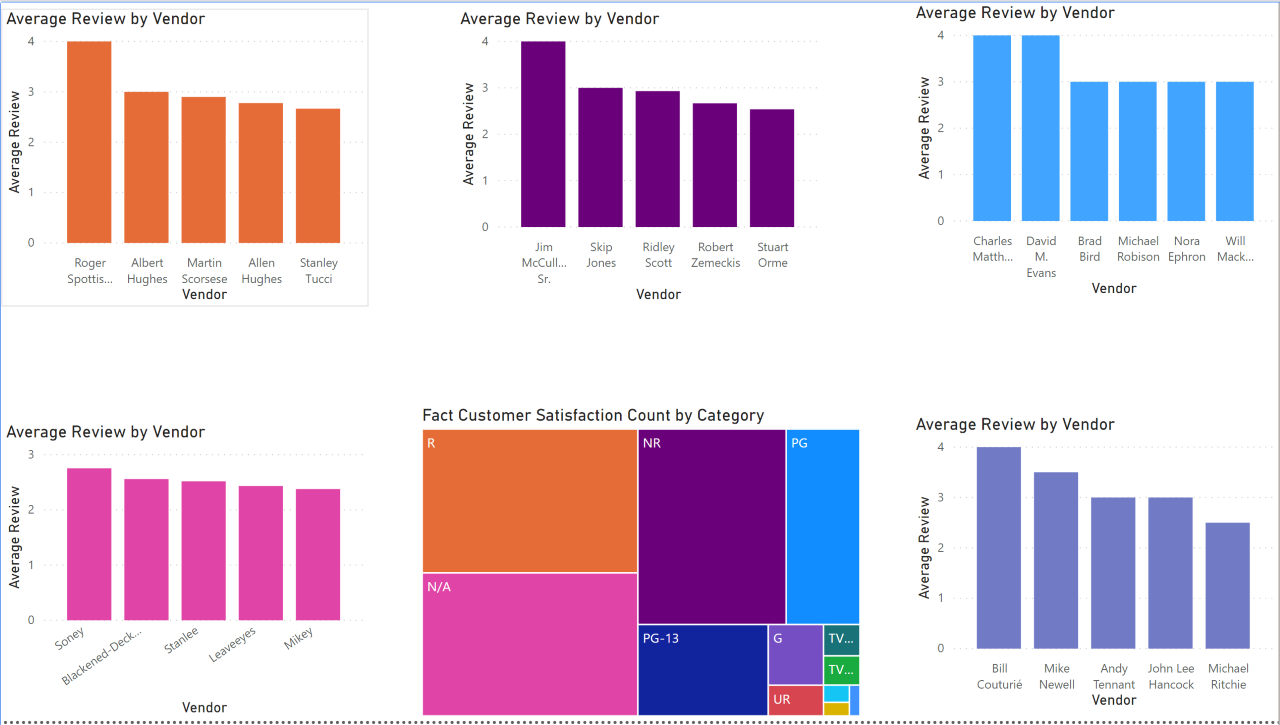 Average Review by Vendor
Average Review
4
3
2
1
0
Roger Spottis...
Albert Hughes
Martin Scorsese
Allen Hughes
Stanley Tucci
Vendor
Average Review by Vendor
Average Review
4
3
2
1
0
Jim McCull... Sr.
Skip Jones
Ridley Scott
Robert Zemeckis
Stuart Orme
Vendor
Average Review by Vendor
Average Review
4
3
2
1
0
Charles Matth...
David M. Evans
Brad Bird
Michael Robison
Nora Ephron
Will Mack...
Vendor
Average Review by Vendor
Average Review
3
2
1
0
Soney
Blackened-Deck...
Stanlee
Leaveeyes
Mikey
Vendor
Fact Customer Satisfaction Count by Category
R
NR
PG
N/A
PG-13
G
TV...
TV...
UR
Average Review by Vendor
Average Review
4
3
2
1
0
Bill Couturié
Mike Newell
Andy Tennant
John Lee Hancock
Michael Ritchie
Vendor